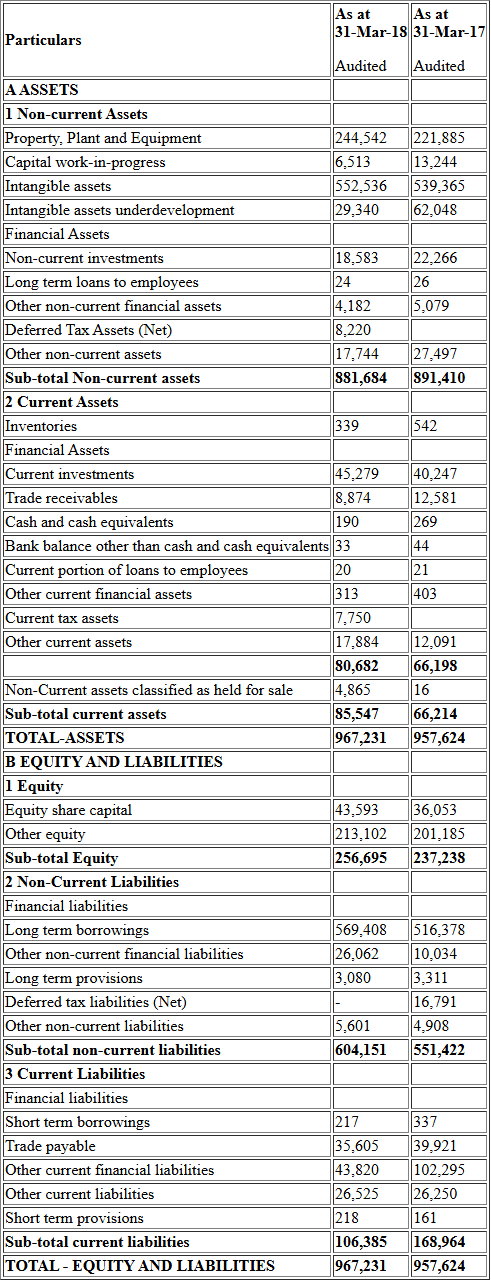 Particulars As at 31-Mar-18 Audited As at 31-Mar-17 Audited
A ASSETS
1 Non-current Assets
Property, Plant and Equipment 244,542 221,885
Capital work-in-progress 6,513 13,244
Intangible assets 552,536 539,365
Intangible assets underdevelopment 29,340 62,048
Financial Assets
Non-current investments 18,583 22,266
Long term loans to employees 24 26
Other non-current financial assets 4,182 5,079
Deferred Tax Assets (Net) 8,220
Other non-current assets 17,744 27,497
Sub-total Non-current assets 881,684 891,410
2 Current Assets
Inventories 339 542
Financial Assets
Current investments 45,279 40,247
Trade receivables 8,874 12,581
Cash and cash equivalents 190 269
Bank balance other than cash and cash equivalents 33 44
Current portion of loans to employees 20 21
Other current financial assets 313 403
Current tax assets 7,750
Other current assets 17,884 12,091
80,682 66,198
Non-Current assets classified as held for sale 4,865 16
Sub-total current assets 85,547 66,214
TOTAL-ASSETS 967,231 957,624
B EQUITY AND LIABILITIES
1 Equity
Equity share capital 43,593 36,053
Other equity 213,102 201,185
Sub-total Equity 256,695 237,238
2 Non-Current Liabilities
Financial liabilities
Long term borrowings 569,408 516,378
Other non-current financial liabilities 26,062 10,034
Long term provisions 3,080 3,311
Deferred tax liabilities (Net) - 16,791
Other non-current liabilities 5,601 4,908
Sub-total non-current liabilities 604,151 551,422
3 Current Liabilities
Financial liabilities
Short term borrowings 217 337
Trade payable 35,605 39,921
Other current financial liabilities 43,820 102,295
Other current liabilities 26,525 26,250
Short term provisions 218 161
Sub-total current liabilities 106,385 168,964
TOTAL - EQUITY AND LIABILITIES 967,231 957,624